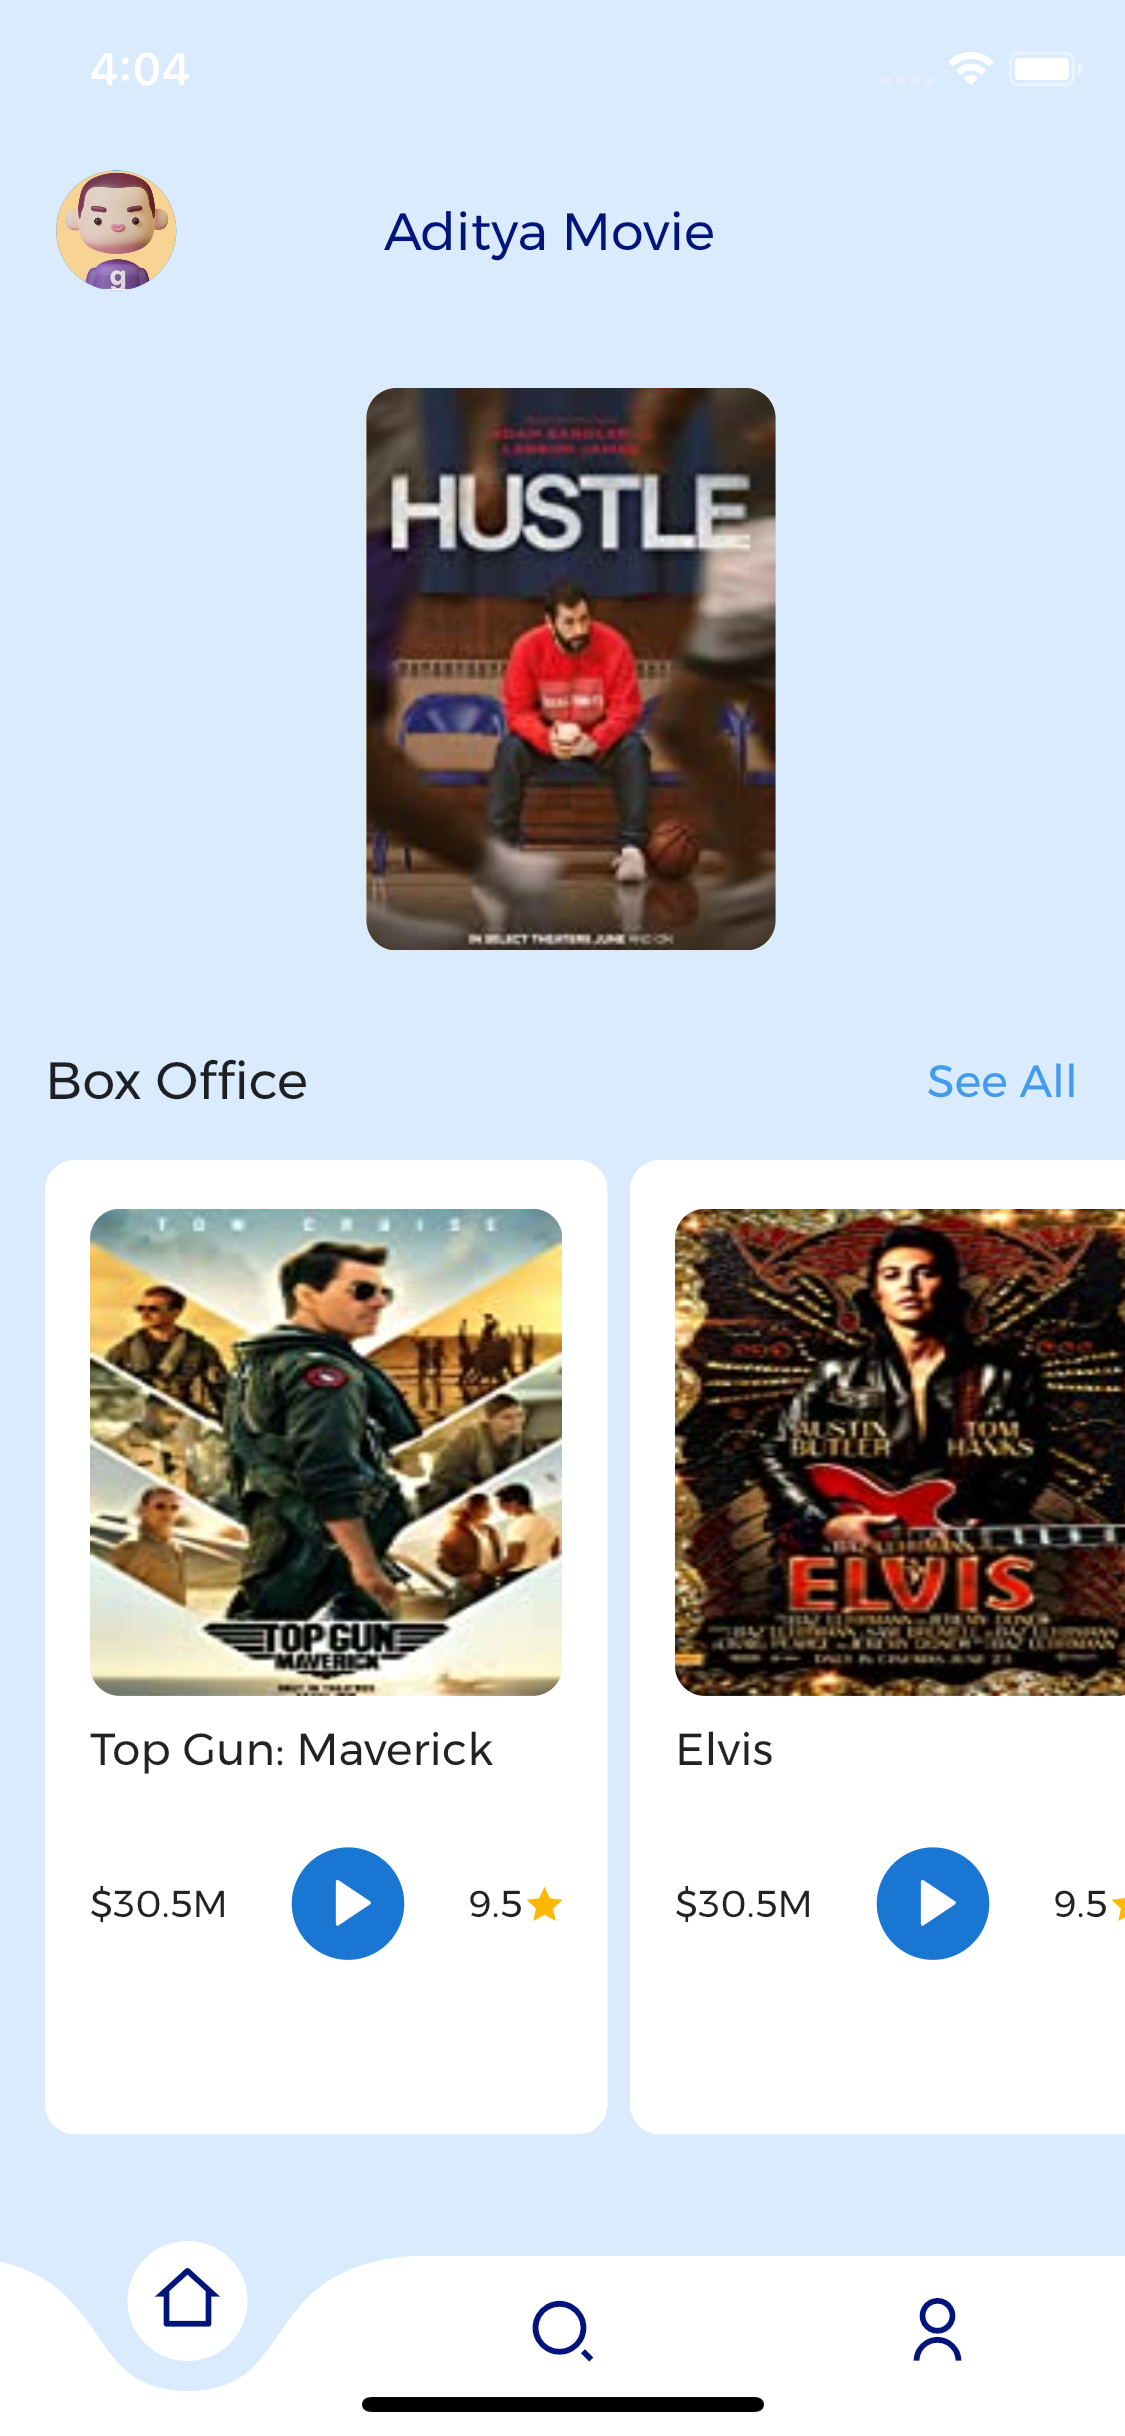 4:04
g
Aditya Movie
ADAM SANDLER
LEBRON JAMES
HUSTLE
IN SELECT THEATERS JUNE AND ON
Box Office
See All
TOM CRUISE
TOP GUN
MAVERICK
AUSTIN TOM
BUTLER HANKS
ELVIS
Top Gun: Maverick
Elvis
$30.5M
9.5
$30.5M
9.5